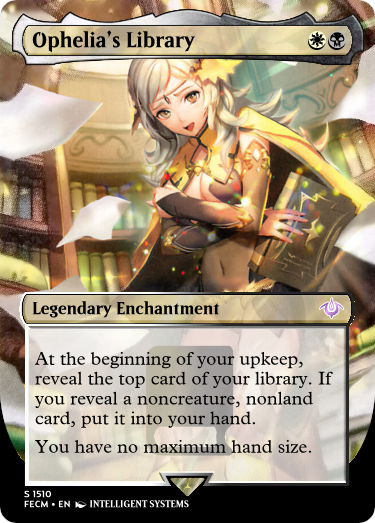 Ophelia's Library
Legendary Enchantment
At the beginning of your upkeep,
reveal the top card of your library. If
you reveal a noncreature, nonland
card, put it into your hand.
You have no maximum hand size.
S 1510
FECM • EN INTELLIGENT SYSTEMS